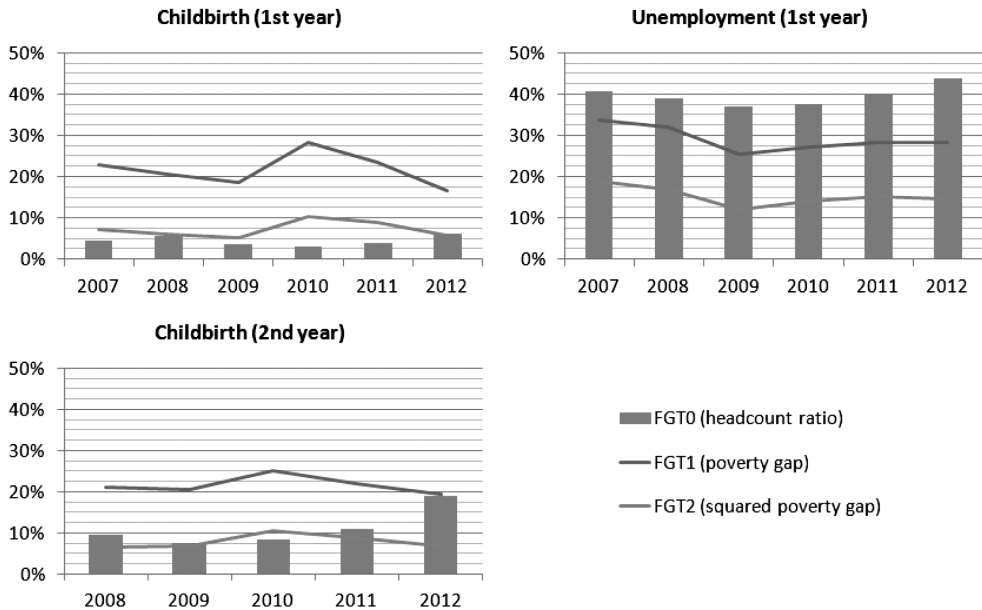 Childbirth (1st year)
50%
40%
30%
20%
10%
0%
2007 2008 2009 2010 2011 2012
Unemployment (1st year)
50%
40%
30%
20%
10%
0%
2007 2008 2009 2010 2011 2012
Childbirth (2nd year)
50%
40%
30%
20%
10%
0%
2008 2009 2010 2011 2012
FGT0 (headcount ratio)
FGT1 (poverty gap)
FGT2 (squared poverty gap)